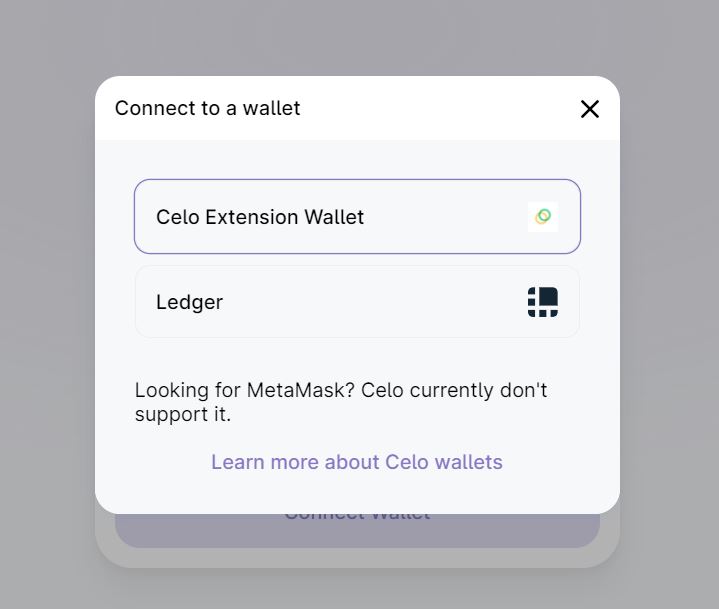 Connect to a wallet
Celo Extension Wallet
Ledger
Looking for MetaMask? Celo currently don't
support it.
Learn more about Celo wallets
Connect Wallet